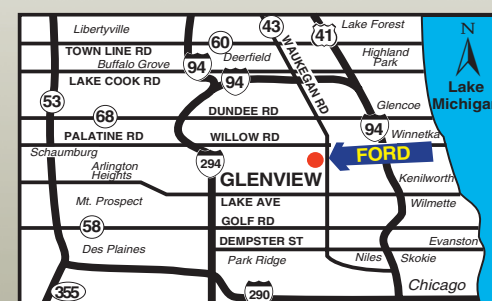 Libertyville
43
Lake Forest
41
N
60
TOWN LINE RD
Deerfield
WAUKEGAN RD
Highland
Park
Buffalo Grove
94
LAKE COOK RD
94
Lake
Michigan
53
Glencoe
68
DUNDEE RD
94
PALATINE RD
WILLOW RD
Winnetka
Schaumburg
FORD
Arlington
Heights
294
GLENVIEW
Kenilworth
Mt. Prospect
LAKE AVE
Wilmette
58
GOLF RD
DEMPSTER ST
Evanston
Des Plaines
Park Ridge
Niles
Skokie
355
290
Chicago